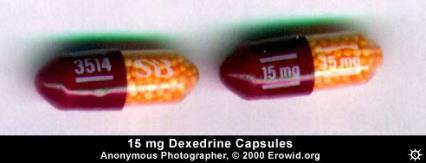 3514 SB
15 mg 15 mg
15 mg Dexedrine Capsules
Anonymous Photographer, © 2000 Erowid.org